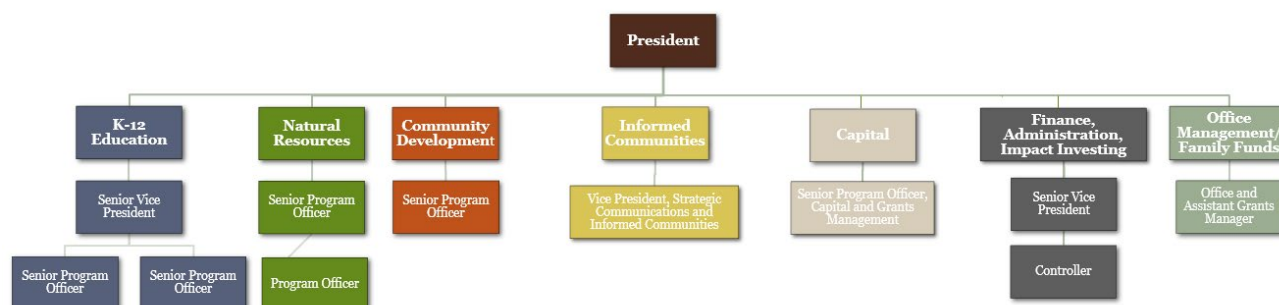 President
K-12
Education
Natural
Resources
Community
Development
Informed
Communities
Capital
Finance,
Administration,
Impact Investing
Office
Management/
Family Funds
Senior Vice
President
Senior Program
Officer
Senior Program
Officer
Vice President, Strategic
Communications and
Informed Communities
Senior Program Officer,
Capital and Grants
Management
Senior Vice
President
Office and
Assistant Grants
Manager
Senior Program
Officer
Senior Program
Officer
Program Officer
Controller